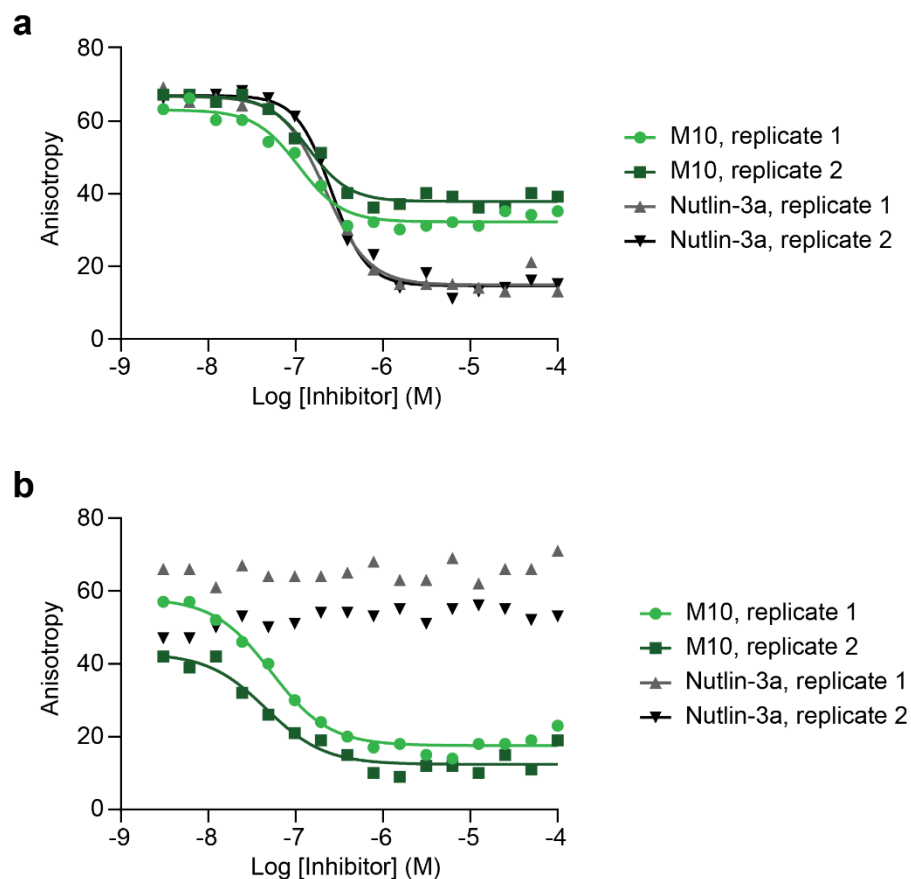 a
80
60
40
20
0
Anisotropy
-9 -8 -7 -6 -5 -4
Log [Inhibitor] (M)
M10, replicate 1
M10, replicate 2
Nutlin-3a, replicate 1
Nutlin-3a, replicate 2
b
80
60
40
20
0
Anisotropy
-9 -8 -7 -6 -5 -4
Log [Inhibitor] (M)
M10, replicate 1
M10, replicate 2
Nutlin-3a, replicate 1
Nutlin-3a, replicate 2